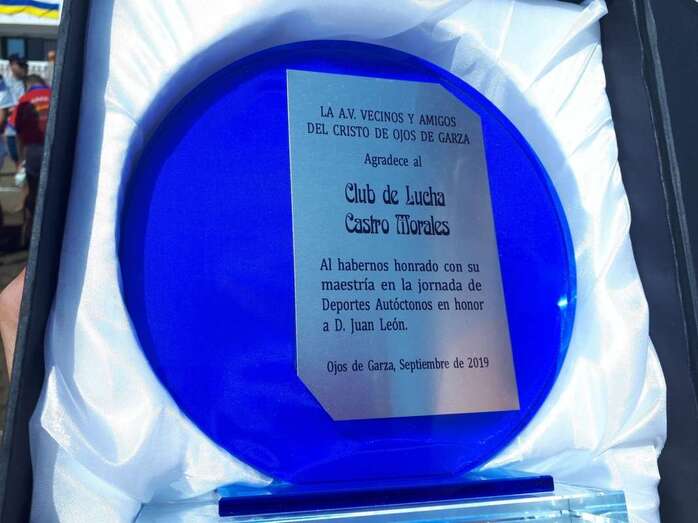 LA A.V. VECINOS Y AMIGOS
DEL CRISTO DE OJOS DE GARZA
Agradece al
Club de Lucha
Castro Morales
Al habernos honrado con su
maestría en la jornada de
Deportes Autóctonos en honor
a D. Juan León.
Ojos de Garza, Septiembre de 2019